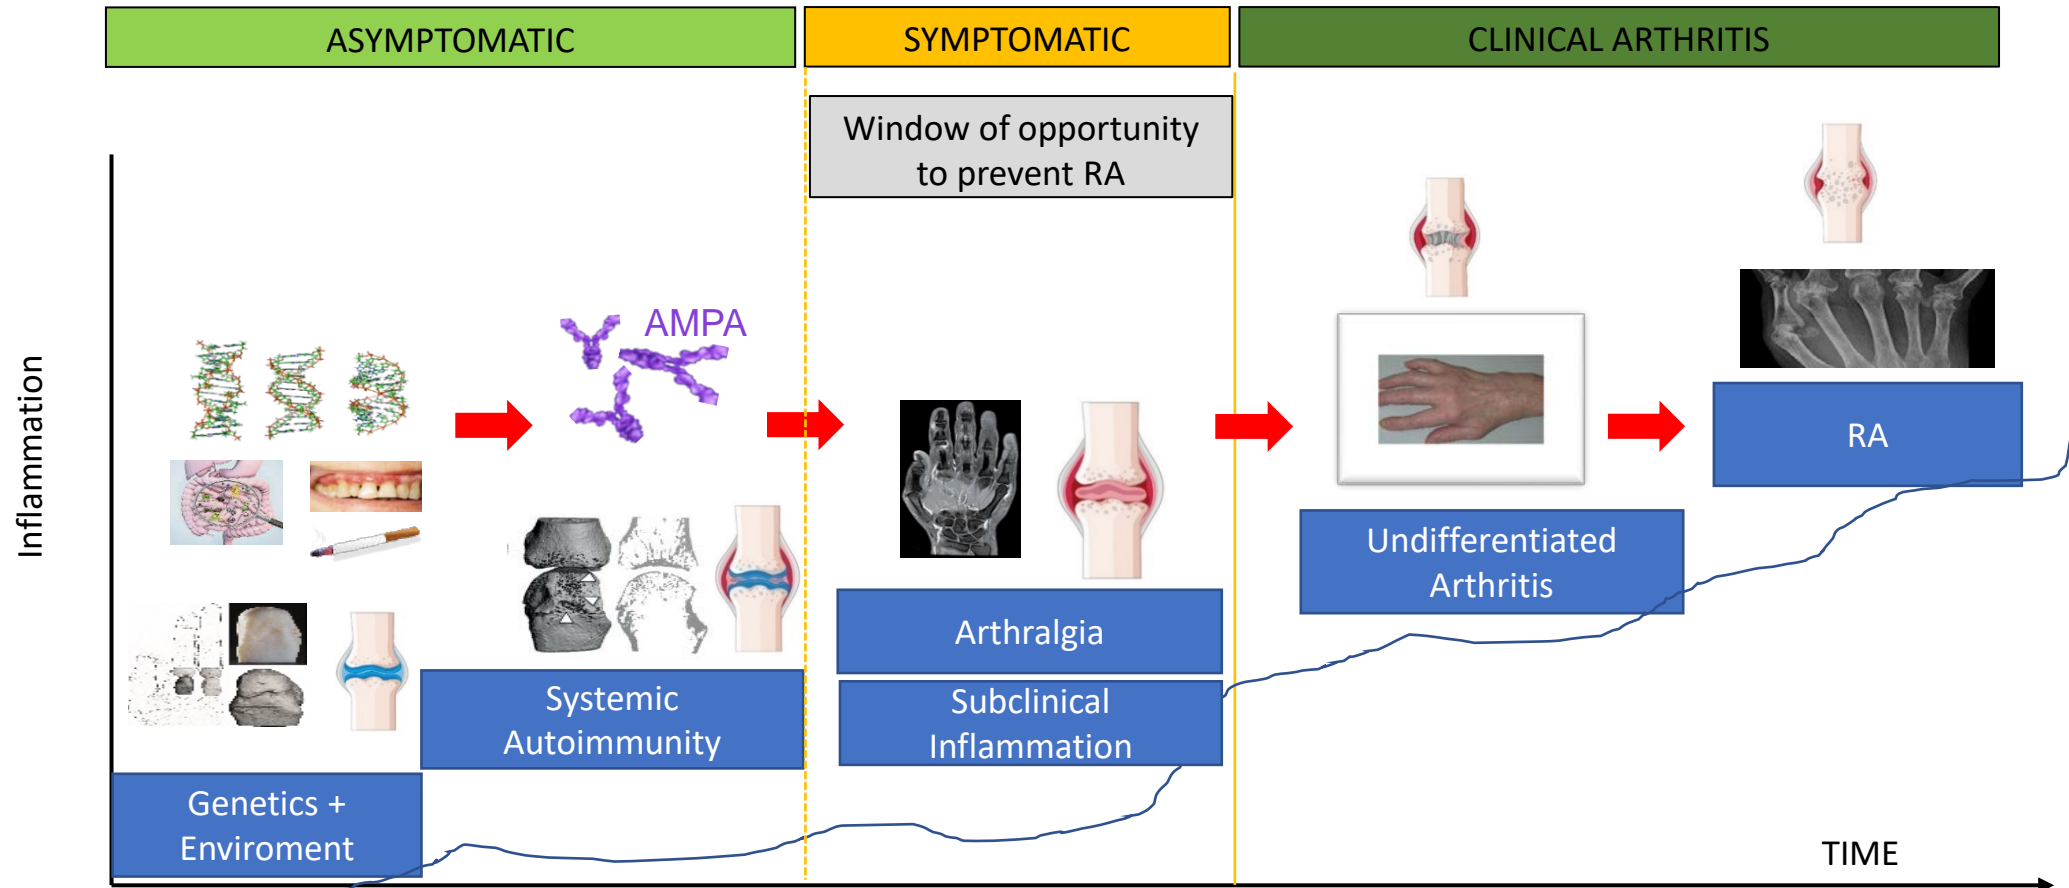 ASYMPTOMATIC
SYMPTOMATIC
CLINICAL ARTHRITIS
Window of opportunity
to prevent RA
AMPA
Inflammation
RA
Undifferentiated
Arthritis
Arthralgia
Subclinical
Inflammation
Systemic
Autoimmunity
Genetics +
Enviroment
TIME